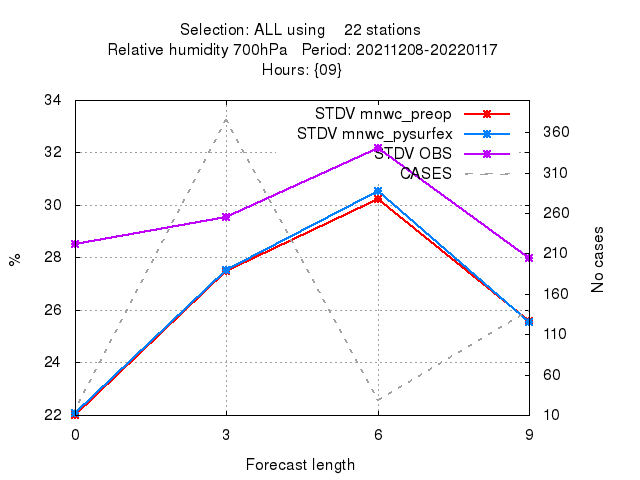 Selection: ALL using    22 stations
Relative humidity 700hPa   Period: 20211208-20220117
Hours: {09}
STDV mnwc_preop
STDV mnwc_pysurfex
STDV OBS
CASES
34
32
30
28
26
24
22
%
360
310
260
210
160
110
60
10
No cases
0 3 6 9
Forecast length